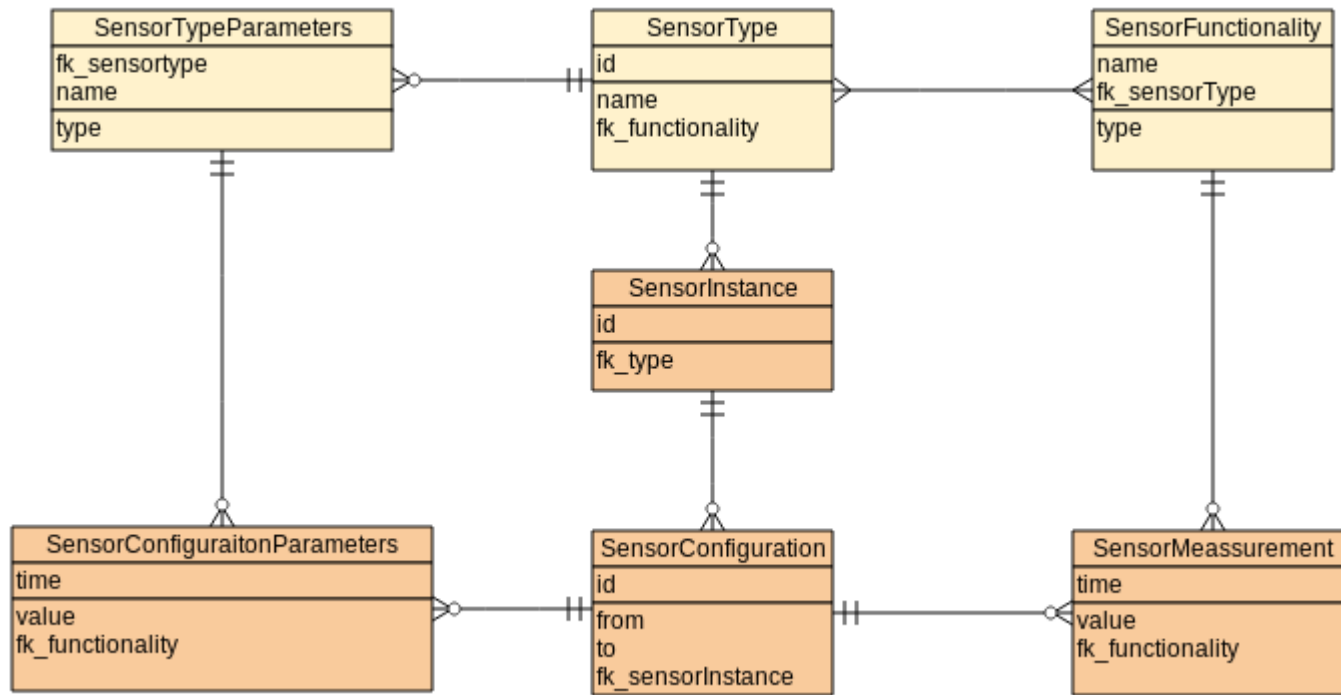 SensorTypeParameters
fk_sensortype
name
type
SensorType
id
name
fk_functionality
SensorFunctionality
name
fk_sensorType
type
SensorInstance
id
fk_type
SensorConfiguraitonParameters
time
value
fk_functionality
SensorConfiguration
id
from
to
fk_sensorInstance
SensorMeassurement
time
value
fk_functionality